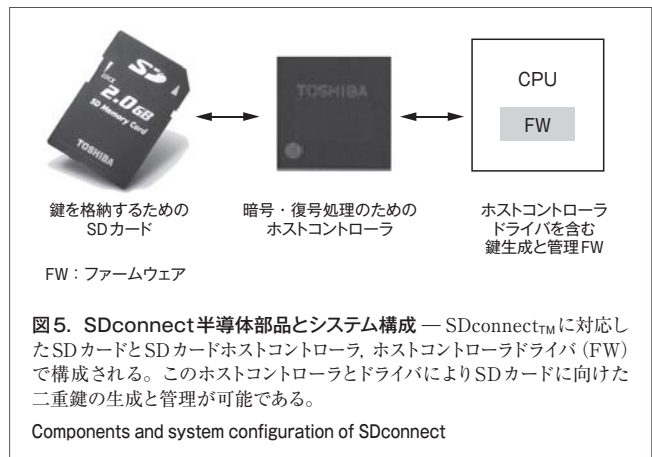 LOCK
SD
2.0GB
SD Memory Card
TOSHIBA
TOSHIBA
CPU
FW
鍵を格納するための
SDカード
暗号・復号処理のための
ホストコントローラ
ホストコントローラ
ドライバを含む
鍵生成と管理FW
FW：ファームウェア
図5. SDconnect半導体部品とシステム構成 — SDconnectTMに対応し
たSDカードとSDカードホストコントローラ，ホストコントローラドライバ（FW）
で構成される。このホストコントローラとドライバによりSDカードに向けた
二重鍵の生成と管理が可能である。
Components and system configuration of SDconnect